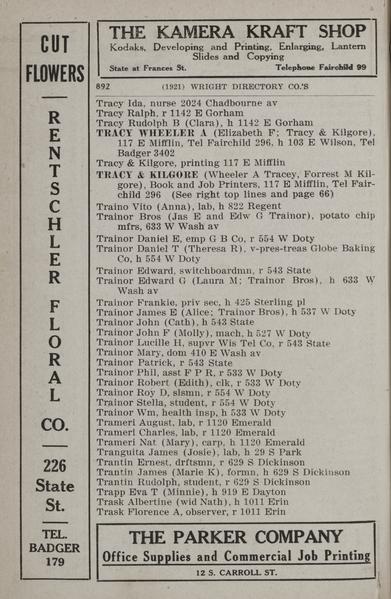 CUT
FLOWERS
RENTSCHLER FLORAL CO.
226
State
St.
TEL.
BADGER
179
THE KAMERA KRAFT SHOP
Kodaks, Developing and Printing, Enlarging, Lantern
Slides and Copying
State at Frances St. Telephone Fairchild 99
892 (1921) WRIGHT DIRECTORY CO.'S
Tracy Ida, nurse 2024 Chadbourne av
Tracy Ralph, r 1142 E Gorham
Tracy Rudolph B (Clara), h 1142 E Gorham
TRACY WHEELER A (Elizabeth F; Tracy & Kilgore),
117 E Mifflin, Tel Fairchild 296, h 103 E Wilson, Tel
Badger 3402
Tracy & Kilgore, printing 117 E Mifflin
TRACY & KILGORE (Wheeler A Tracey, Forrest M Kil-
gore), Book and Job Printers, 117 E Mifflin, Tel Fair-
child 296 (See right top lines and page 66)
Traino Vito (Anna), lab, h 822 Regent
Trainor Bros (Jas E and Edw G Trainor), potato chip
mfrs, 633 W Wash av
Trainor Daniel E, emp G B Co, r 554 W Doty
Trainor Daniel T (Theresa R), v-pres-treas Globe Baking
Co, h 554 W Doty
Trainor Edward, switchboardmn, r 543 State
Trainor Edward G (Laura M; Trainor Bros), h 633 W
Wash av
Trainor Frankie, priv sec, h 425 Sterling pl
Trainor James E (Alice; Trainor Bros), h 537 W Doty
Trainor John (Cath), h 543 State
Trainor John F (Molly), mach, h 527 W Doty
Trainor Lucille H, supvr Wis Tel Co, r 543 State
Trainor Mary, dom 410 E Wash av
Trainor Patrick, r 543 State
Trainor Phil, asst F P R, r 533 W Doty
Trainor Robert (Edith), clk, r 533 W Doty
Trainor Roy D, slsmn, r 554 W Doty
Trainor Stella, student, r 554 W Doty
Trainor Wm, health insp, h 533 W Doty
Trameri August, lab, r 1120 Emerald
Trameri Charles, lab, r 1120 Emerald
Trameri Nat (Mary), carp, h 1120 Emerald
Tranguita James (Josie), lab, h 29 S Park
Trantin Ernest, drftsmn, r 629 S Dickinson
Trantin James (Marie K), formn, h 629 S Dickinson
Trantin Rudolph, student, r 629 S Dickinson
Trapp Eva T (Minnie), h 919 E Dayton
Trask Albertine (wid Nath), h 1011 Erin
Trask Florence A, observer, r 1011 Erin
THE PARKER COMPANY
Office Supplies and Commercial Job Printing
12 S. CARROLL ST.